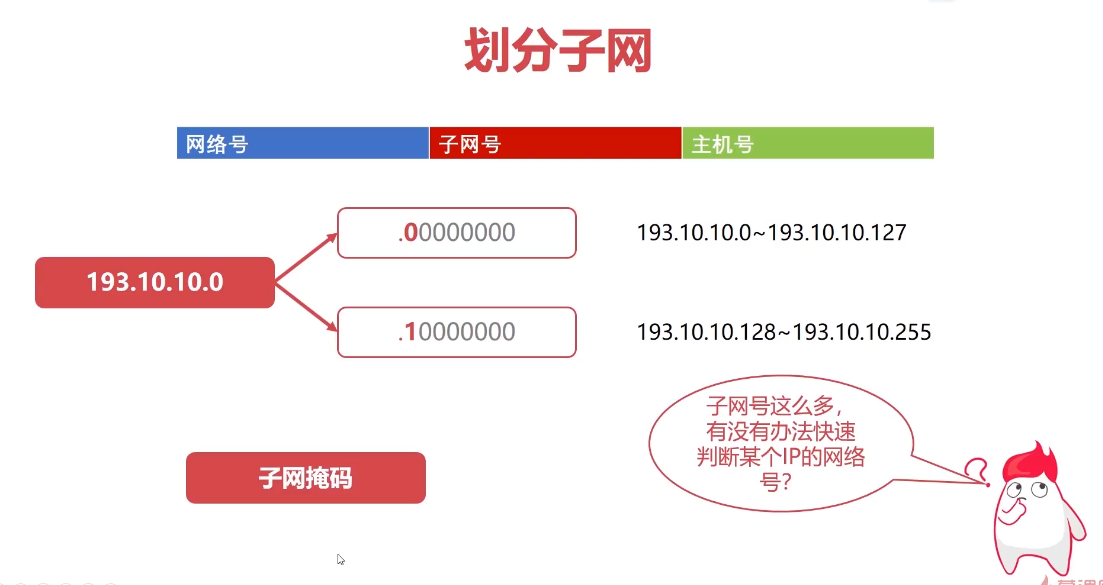 划分子网
网络号
子网号
主机号
.00000000
193.10.10.0~193.10.10.127
193.10.10.0
.10000000
193.10.10.128~193.10.10.255
子网号这么多，
有没有办法快速
判断某个IP的网络
号？
子网掩码